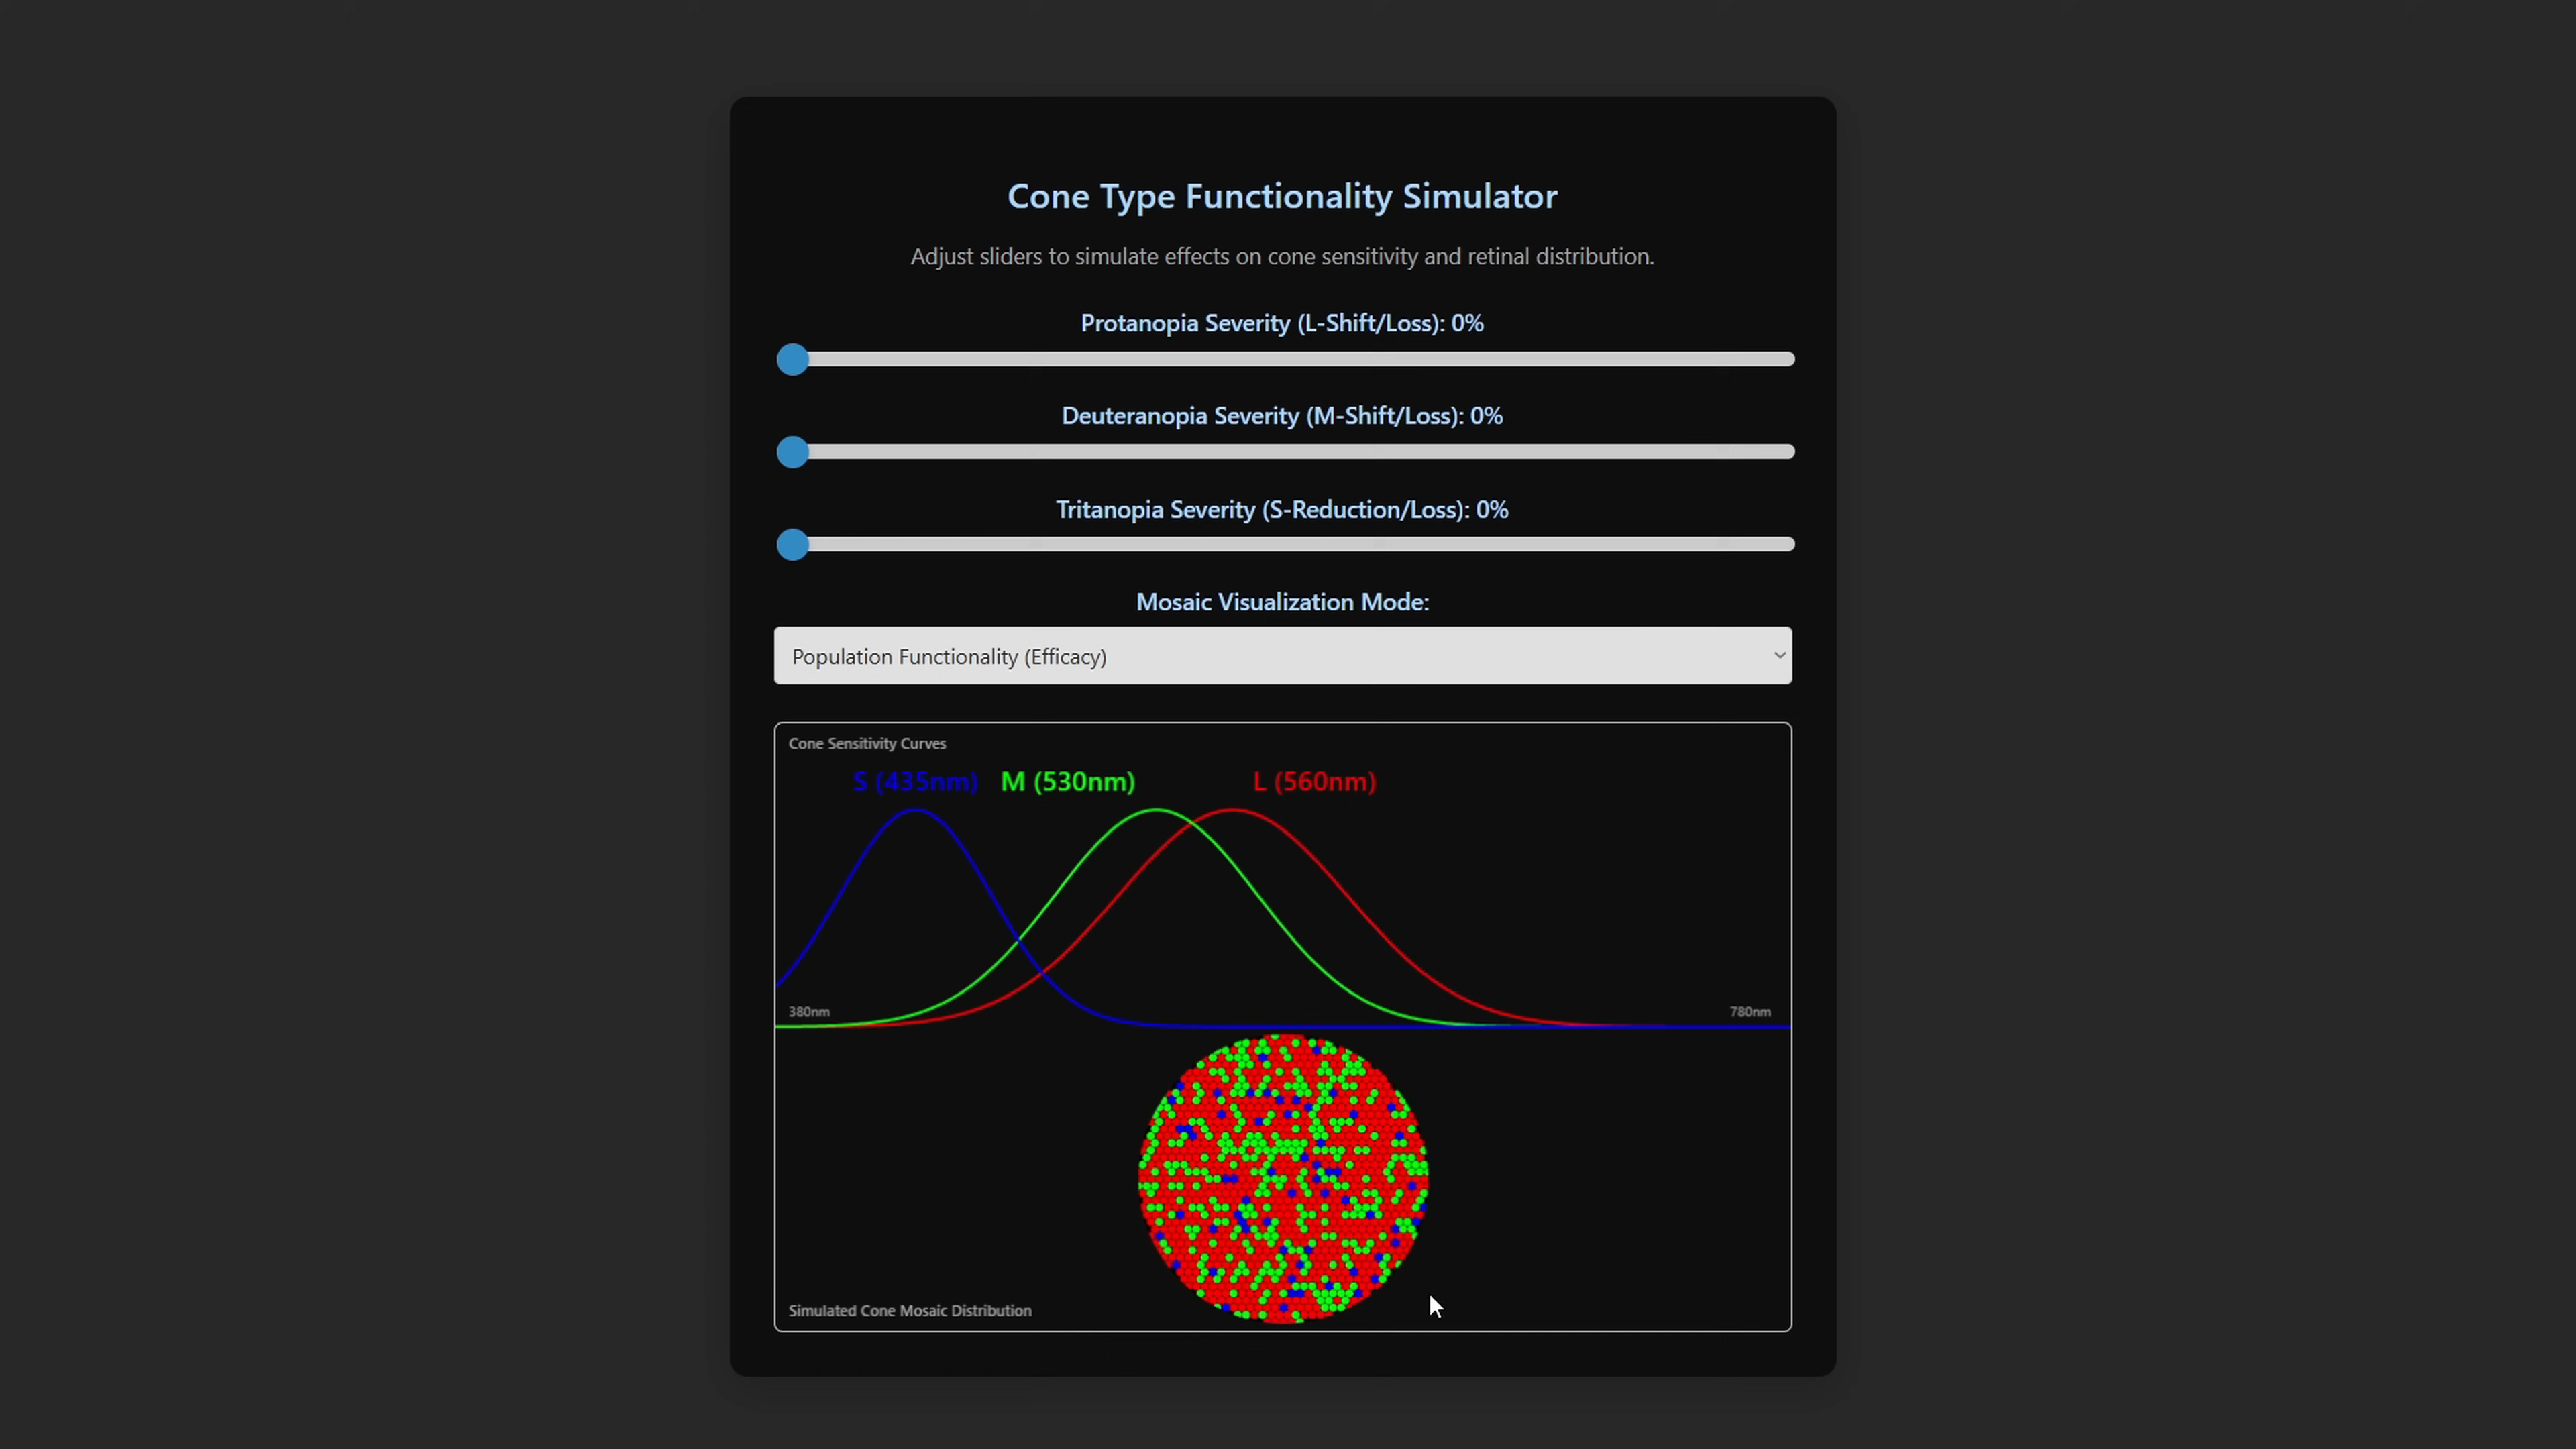 Cone Type Functionality Simulator
Adjust sliders to simulate effects on cone sensitivity and retinal distribution.
Protanopia Severity (L-Shift/Loss): 0%
Deuteranopia Severity (M-Shift/Loss): 0%
Tritanopia Severity (S-Reduction/Loss): 0%
Mosaic Visualization Mode:
Population Functionality (Efficacy)
Cone Sensitivity Curves
S (435nm) M (530nm) L (560nm)
380nm 780nm
Simulated Cone Mosaic Distribution